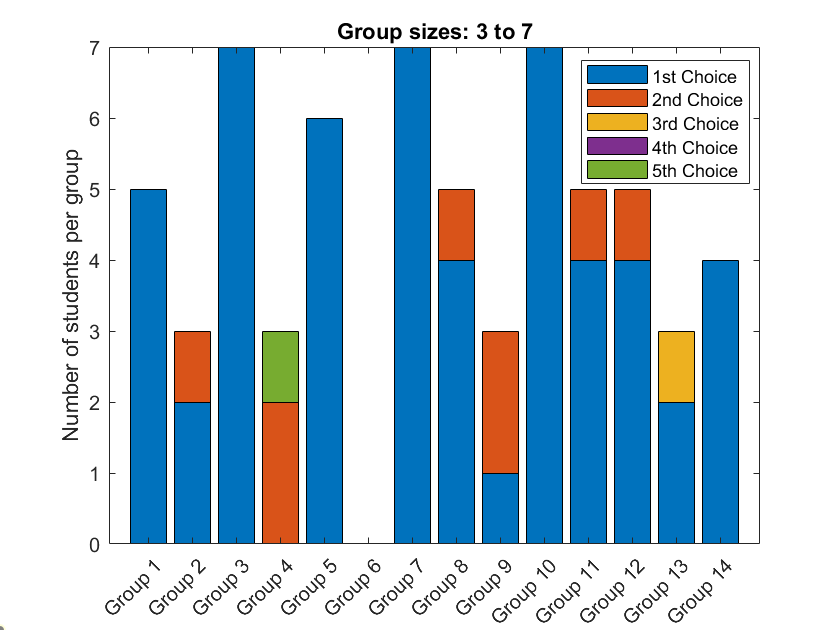 Group sizes: 3 to 7
7
6
5
4
3
2
1
0
Number of students per group
1st Choice
2nd Choice
3rd Choice
4th Choice
5th Choice
Group 1
Group 2
Group 3
Group 4
Group 5
Group 6
Group 7
Group 8
Group 9
Group 10
Group 11
Group 12
Group 13
Group 14